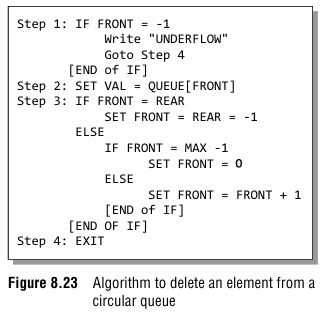 Step 1: IF FRONT = -1
Write "UNDERFLOW"
Goto Step 4
[END of IF]
Step 2: SET VAL = QUEUE[FRONT]
Step 3: IF FRONT = REAR
SET FRONT = REAR = -1
ELSE
IF FRONT = MAX -1
SET FRONT = 0
ELSE
SET FRONT = FRONT + 1
[END of IF]
[END OF IF]
Step 4: EXIT
Figure 8.23 Algorithm to delete an element from a
circular queue